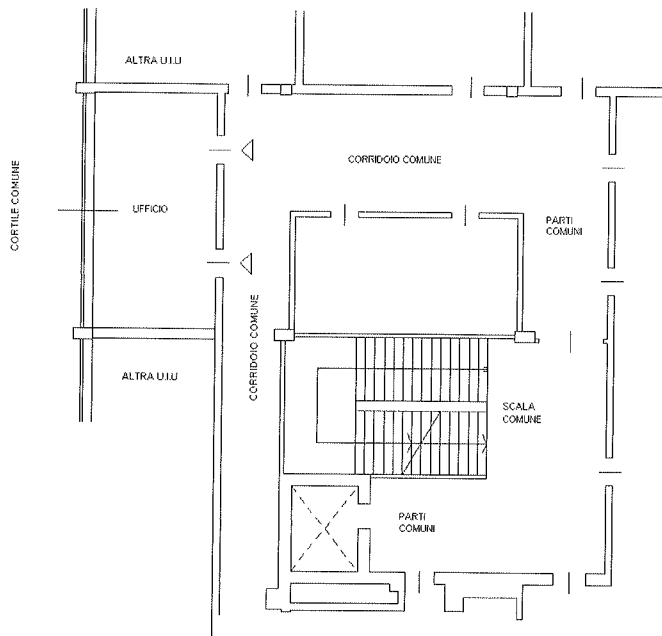 ALTRA U.I.U
CORRIDOIO COMUNE
CORTILE COMUNE
UFFICIO
PARTI
COMUNI
CORRIDOIO COMUNE
ALTRA U.I.U
SCALA
COMUNE
PARTI
COMUNI